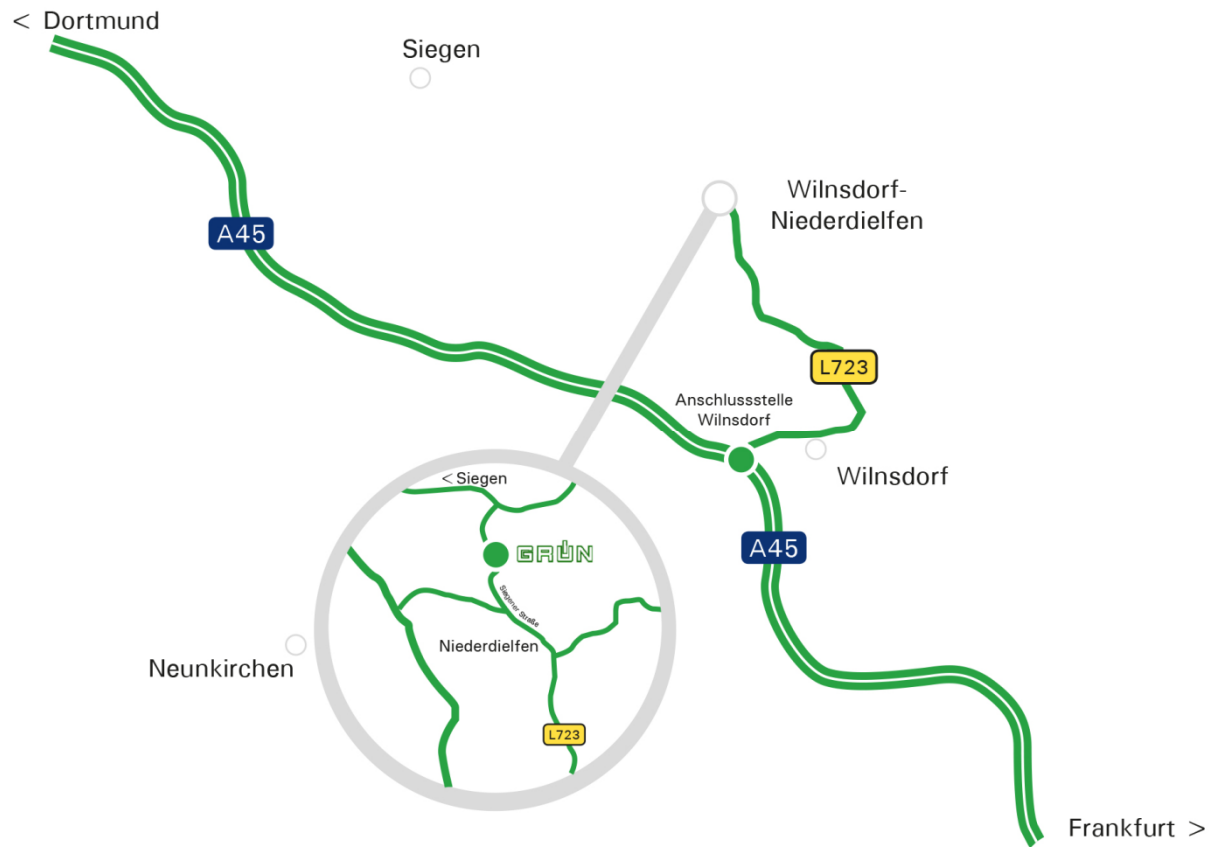 < Dortmund
Siegen
Wilnsdorf-
Niederdielfen
A45
L723
Anschlussstelle
Wilnsdorf
Wilnsdorf
< Siegen
A45
GRÜN
Siegener Straße
Niederdielfen
Neunkirchen
L723
Frankfurt >